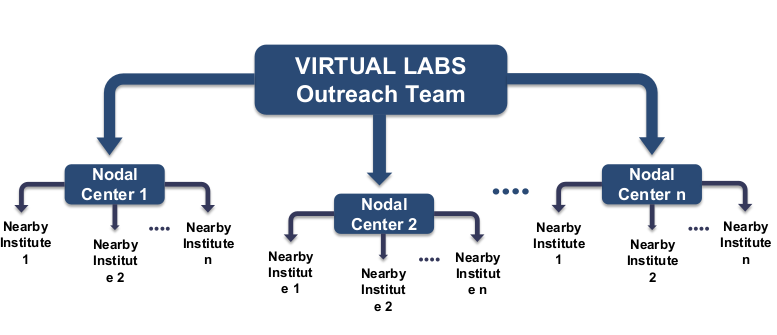 VIRTUAL LABS
Outreach Team
Nodal
Center 1
Nearby
Institute
1
Nearby
Institut
e 2
Nearby
Institute
n
Nodal
Center 2
Nearby
Institut
e 1
Nearby
Institut
e 2
Nearby
Institut
e n
Nodal
Center n
Nearby
Institute
1
Nearby
Institute
2
Nearby
Institute
n